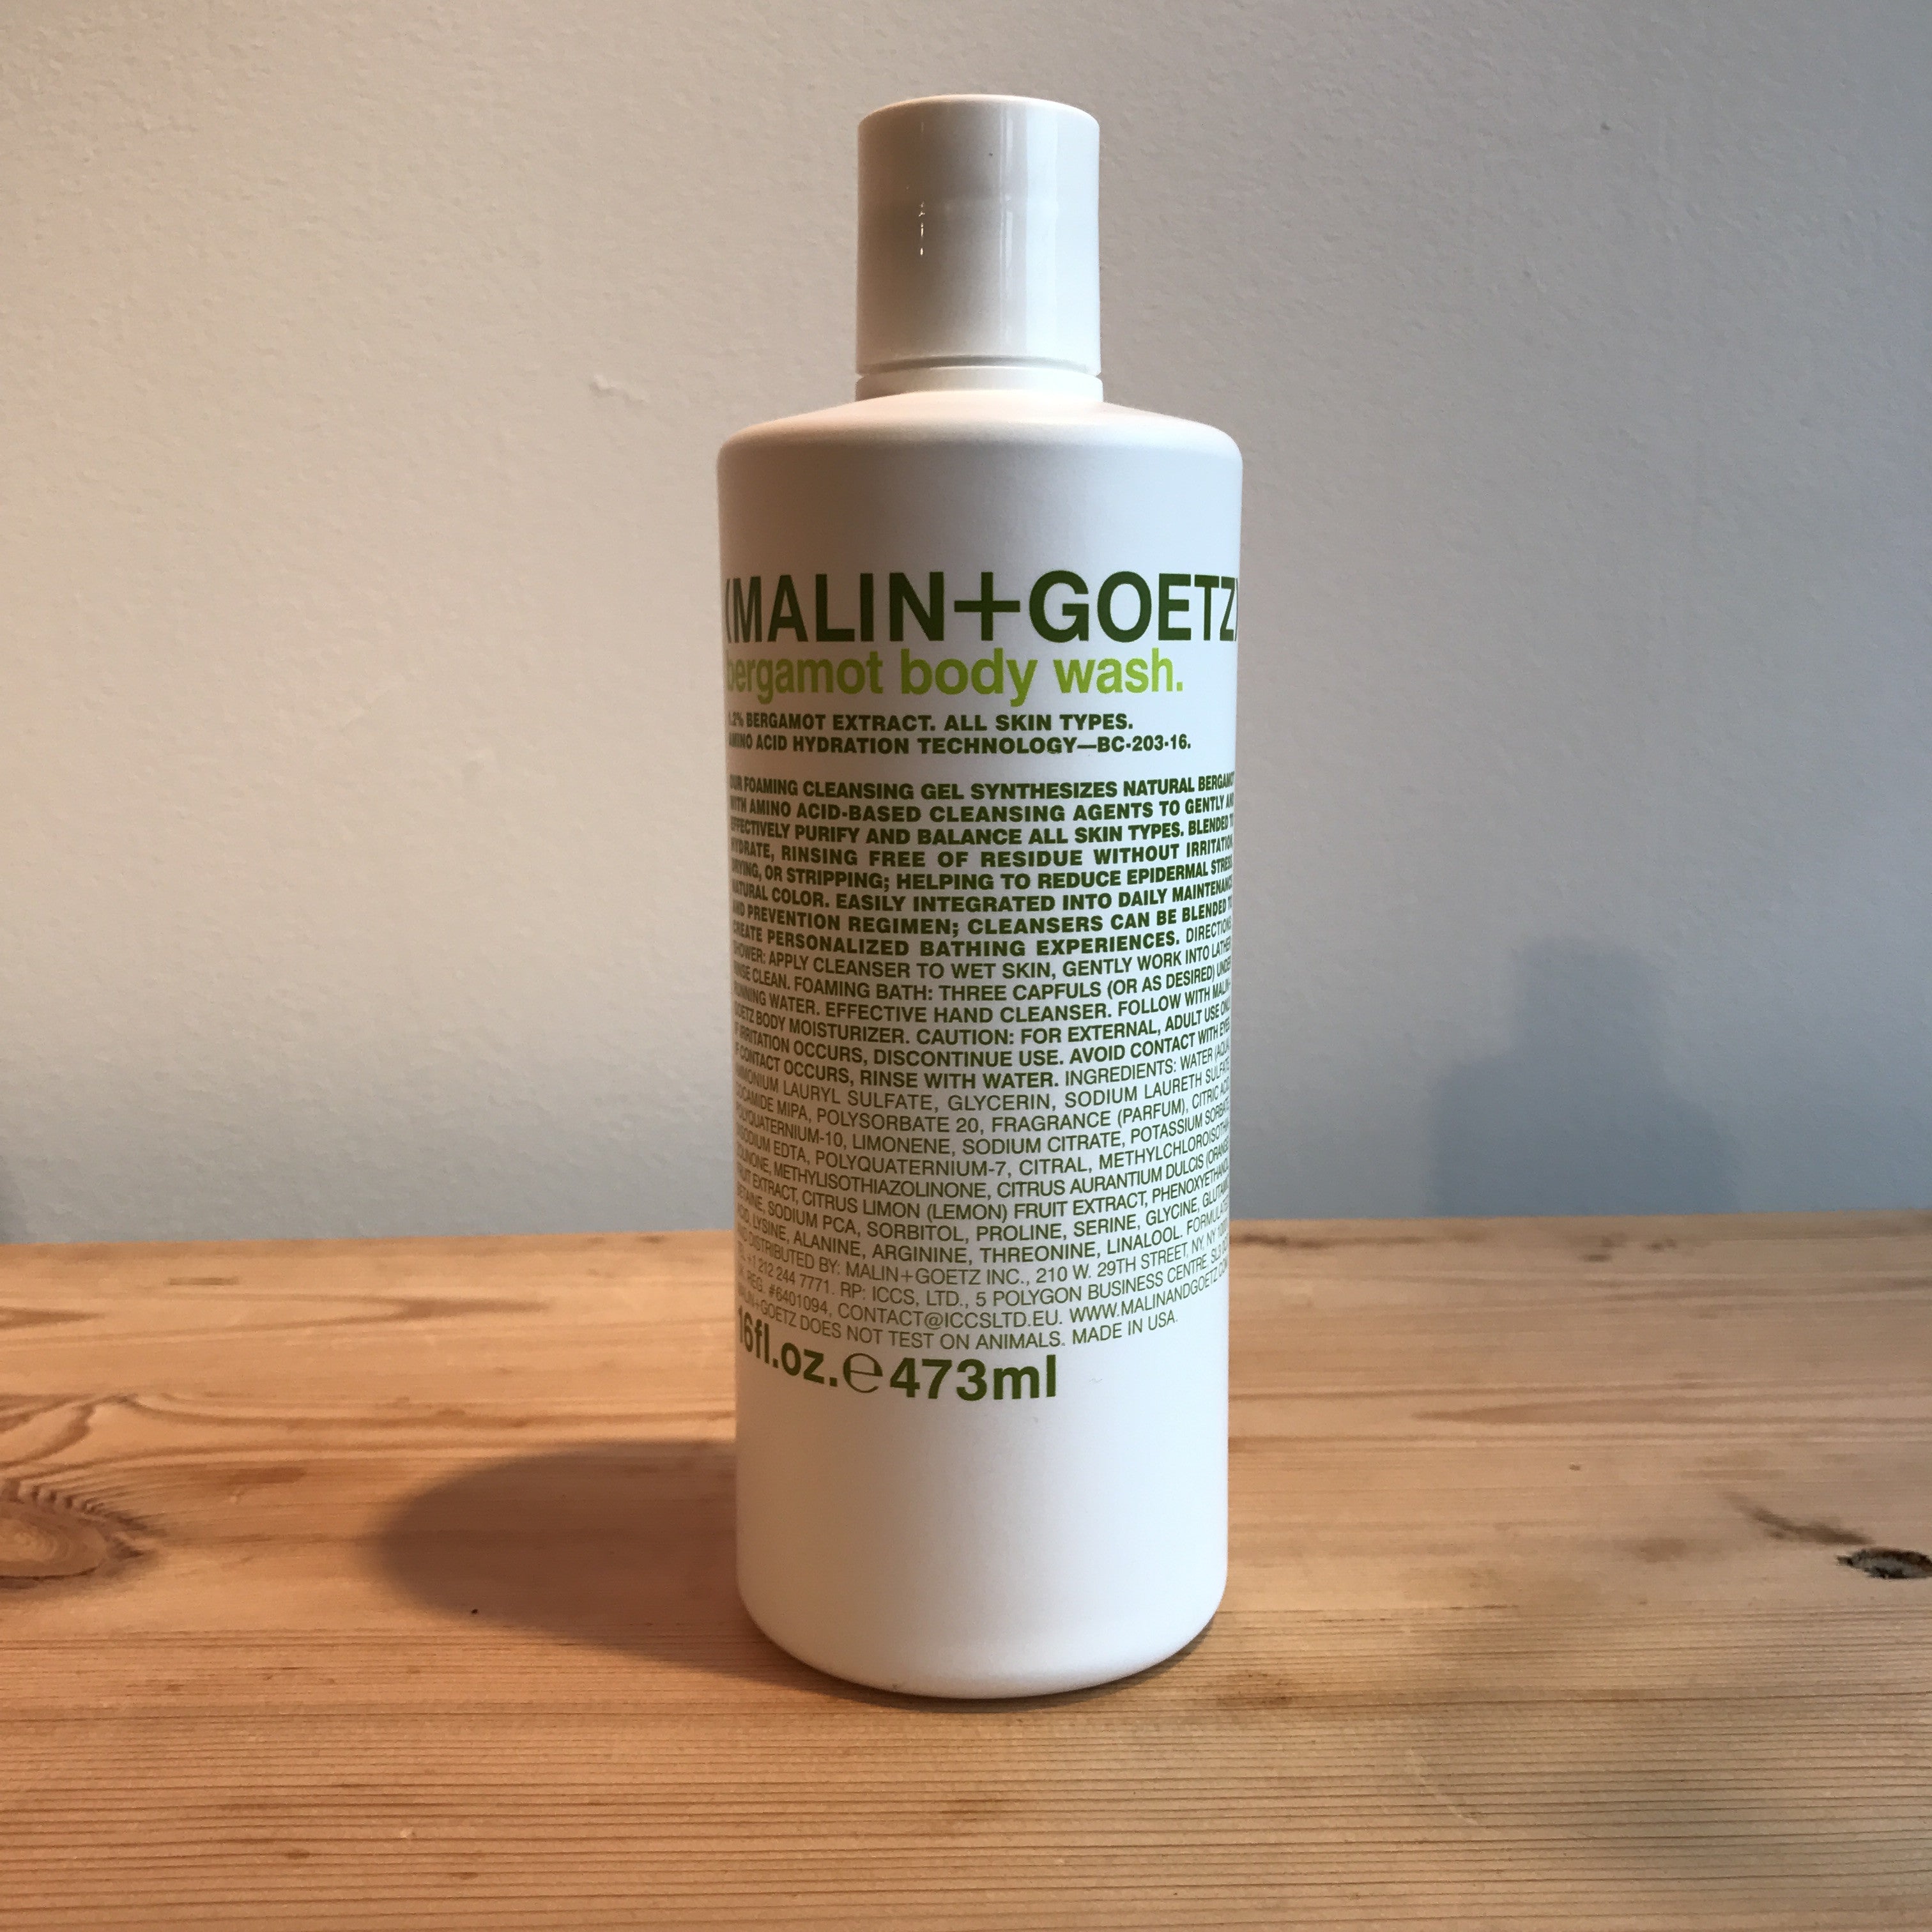 (MALIN+GOETZ)
bergamot body wash.
.2% BERGAMOT EXTRACT. ALL SKIN TYPES.
AMINO ACID HYDRATION TECHNOLOGY—BC-203-16.
OUR FOAMING CLEANSING GEL SYNTHESIZES NATURAL BERGAMOT
WITH AMINO ACID-BASED CLEANSING AGENTS TO GENTLY AND
EFFECTIVELY PURIFY AND BALANCE ALL SKIN TYPES. BLENDED TO
HYDRATE, RINSING FREE OF RESIDUE WITHOUT IRRITATION,
DRYING, OR STRIPPING; HELPING TO REDUCE EPIDERMAL STRESS.
NATURAL COLOR. EASILY INTEGRATED INTO DAILY MAINTENANCE
AND PREVENTION REGIMEN; CLEANSERS CAN BE BLENDED TO
CREATE PERSONALIZED BATHING EXPERIENCES. DIRECTIONS:
SHOWER: APPLY CLEANSER TO WET SKIN, GENTLY WORK INTO LATHER,
RINSE CLEAN. FOAMING BATH: THREE CAPFULS (OR AS DESIRED) UNDER
RUNNING WATER. EFFECTIVE HAND CLEANSER. FOLLOW WITH MALIN+
GOETZ BODY MOISTURIZER. CAUTION: FOR EXTERNAL, ADULT USE ONLY.
IF IRRITATION OCCURS, DISCONTINUE USE. AVOID CONTACT WITH EYES.
IF CONTACT OCCURS, RINSE WITH WATER. INGREDIENTS: WATER (AQUA),
AMMONIUM LAURYL SULFATE, GLYCERIN, SODIUM LAURETH SULFATE,
COCAMIDE MIPA, POLYSORBATE 20, FRAGRANCE (PARFUM), CITRIC ACID,
POLYQUATERNIUM-10, LIMONENE, SODIUM CITRATE, POTASSIUM SORBATE,
DISODIUM EDTA, POLYQUATERNIUM-7, CITRAL, METHYLCHLOROISOTHIA-
ZOLINONE, METHYLISOTHIAZOLINONE, CITRUS AURANTIUM DULCIS (ORANGE)
FRUIT EXTRACT, CITRUS LIMON (LEMON) FRUIT EXTRACT, PHENOXYETHANOL,
BETAINE, SODIUM PCA, SORBITOL, PROLINE, SERINE, GLYCINE, GLUTAMIC
ACID, LYSINE, ALANINE, ARGININE, THREONINE, LINALOOL. FORMULATED
AND DISTRIBUTED BY: MALIN+GOETZ INC., 210 W. 29TH STREET, NY, NY
TEL +1 212 244 7771. RP: ICCS, LTD., 5 POLYGON BUSINESS CENTRE,
REG. #6401094, CONTACT@ICCSLTD.EU. WWW.MALINANDGOETZ.COM
MALIN+GOETZ DOES NOT TEST ON ANIMALS. MADE IN USA.
16fl.oz.℮473ml